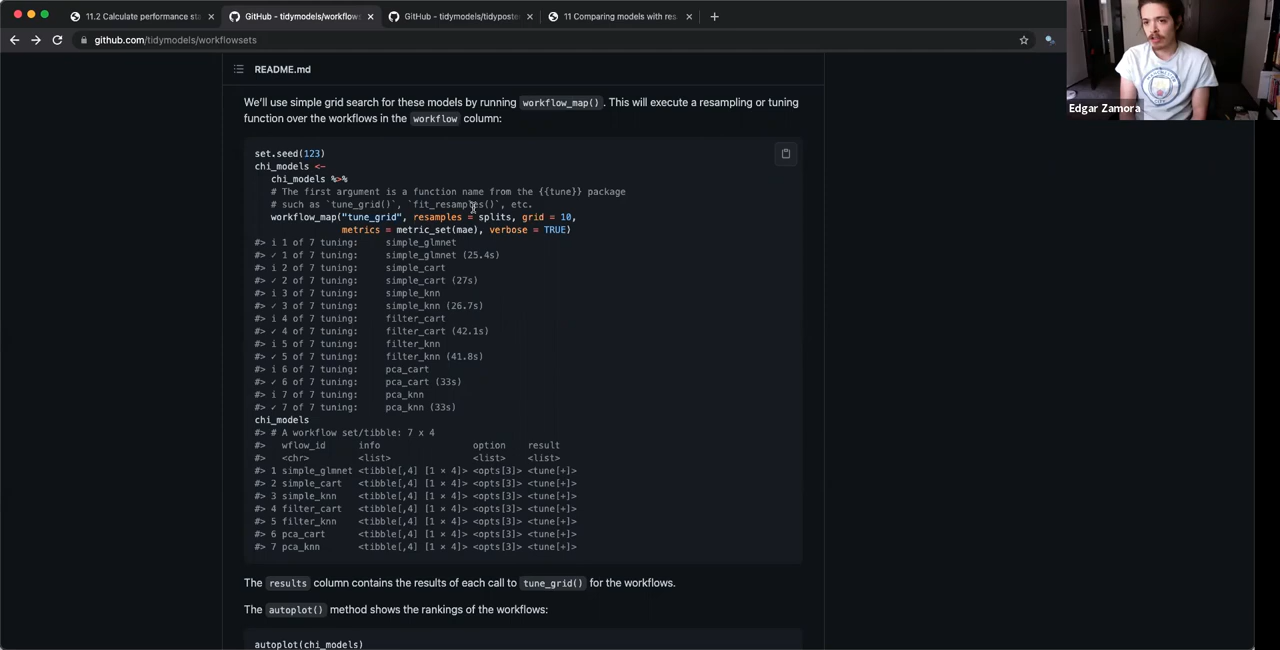 11.2 Calculate performance sta
GitHub - tidymodels/workflows
GitHub - tidymodels/tidyposter
11 Comparing models with res
github.com/tidymodels/workflowsets
Edgar Zamora
README.md
We'll use simple grid search for these models by running workflow_map(). This will execute a resampling or tuning
function over the workflows in the workflow column:
set.seed(123)
chi_models <-
chi_models %>%
# The first argument is a function name from the {{tune}} package
# such as `tune_grid()`, `fit_resamples()`, etc.
workflow_map("tune_grid", resamples = splits, grid = 10,
metrics = metric_set(mae), verbose = TRUE)
#> i 1 of 7 tuning: simple_glmnet
#> ✓ 1 of 7 tuning: simple_glmnet (25.4s)
#> i 2 of 7 tuning: simple_cart
#> ✓ 2 of 7 tuning: simple_cart (27s)
#> i 3 of 7 tuning: simple_knn
#> ✓ 3 of 7 tuning: simple_knn (26.7s)
#> i 4 of 7 tuning: filter_cart
#> ✓ 4 of 7 tuning: filter_cart (42.1s)
#> i 5 of 7 tuning: filter_knn
#> ✓ 5 of 7 tuning: filter_knn (41.8s)
#> i 6 of 7 tuning: pca_cart
#> ✓ 6 of 7 tuning: pca_cart (33s)
#> i 7 of 7 tuning: pca_knn
#> ✓ 7 of 7 tuning: pca_knn (33s)
chi_models
#> # A workflow set/tibble: 7 x 4
#> wflow_id info option result
#> <chr> <list> <list> <list>
#> 1 simple_glmnet <tibble[,4] [1 × 4]> <opts[3]> <tune[+]>
#> 2 simple_cart <tibble[,4] [1 × 4]> <opts[3]> <tune[+]>
#> 3 simple_knn <tibble[,4] [1 × 4]> <opts[3]> <tune[+]>
#> 4 filter_cart <tibble[,4] [1 × 4]> <opts[3]> <tune[+]>
#> 5 filter_knn <tibble[,4] [1 × 4]> <opts[3]> <tune[+]>
#> 6 pca_cart <tibble[,4] [1 × 4]> <opts[3]> <tune[+]>
#> 7 pca_knn <tibble[,4] [1 × 4]> <opts[3]> <tune[+]>
The results column contains the results of each call to tune_grid() for the workflows.
The autoplot() method shows the rankings of the workflows:
autoplot(chi_models)